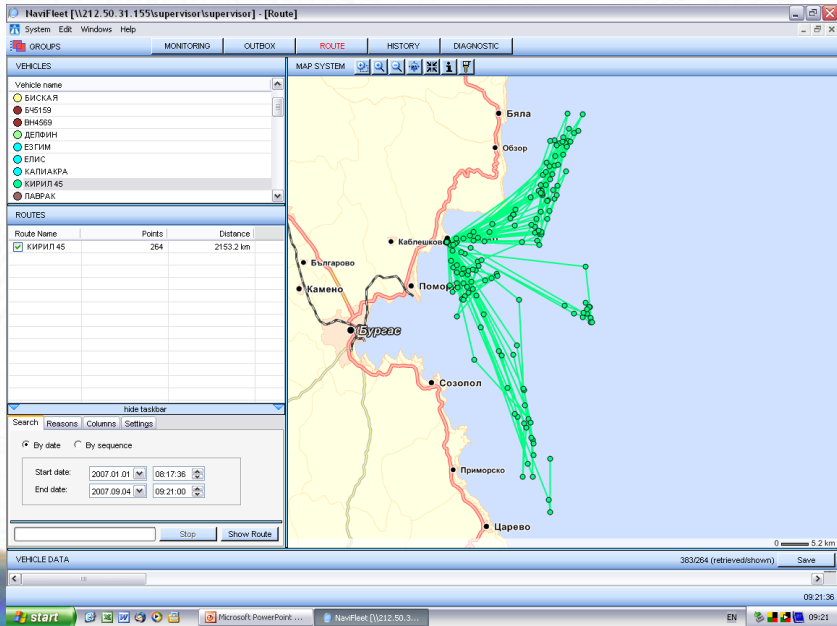 NaviFleet [\\212.50.31.155\supervisor\supervisor] - [Route]
System Edit Windows Help
GROUPS MONITORING OUTBOX ROUTE HISTORY DIAGNOSTIC
VEHICLES
MAP SYSTEM
Vehicle name
БИСКАЯ
БЧ5159
ВН4569
ДЕЛФИН
ЕЗГИМ
ЕЛИС
КАЛИАКРА
КИРИЛ 45
ЛАВРАК
ROUTES
Route Name Points Distance
КИРИЛ 45 264 2153.2 km
hide taskbar
Search Reasons Columns Settings
By date By sequence
Start date: 2007.01.01 08:17:36
End date: 2007.09.04 09:21:00
Stop Show Route
Бяла
Обзор
Каблешково
Българово
Камено
Помор
Бургас
Созопол
Приморско
Царево
0 5.2 km
VEHICLE DATA 383/264 (retrieved/shown) Save
09:21:36
start Microsoft PowerPoint ... NaviFleet [\\212.50.3... EN 09:21